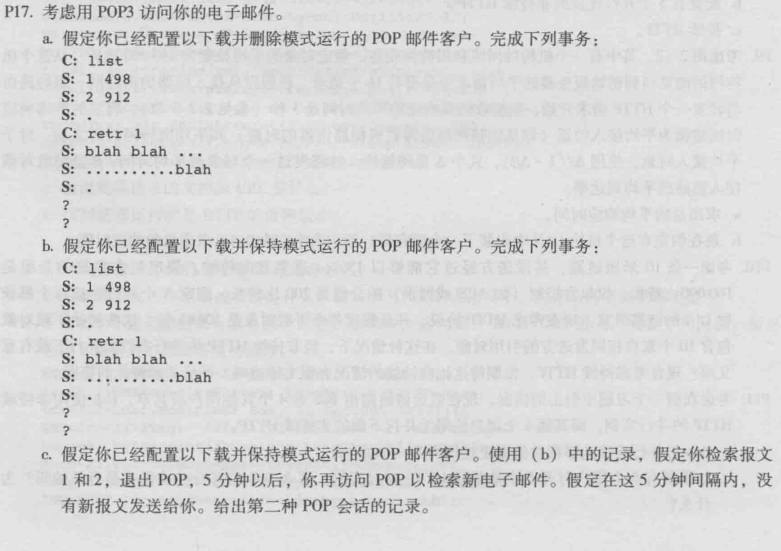 P17. 考虑用 POP3 访问你的电子邮件。
a. 假定你已经配置以下载并删除模式运行的 POP 邮件客户。完成下列事务：
C: list
S: 1 498
S: 2 912
S: .
C: retr 1
S: blah blah ...
S: ..........blah
S: .
?
?
b. 假定你已经配置以下载并保持模式运行的 POP 邮件客户。完成下列事务：
C: list
S: 1 498
S: 2 912
S: .
C: retr 1
S: blah blah ...
S: ..........blah
S: .
?
?
c. 假定你已经配置以下载并保持模式运行的 POP 邮件客户。使用（b）中的记录，假定你检索报文
1 和 2，退出 POP，5 分钟以后，你再访问 POP 以检索新电子邮件。假定在这 5 分钟间隔内，没
有新报文发送给你。给出第二种 POP 会话的记录。